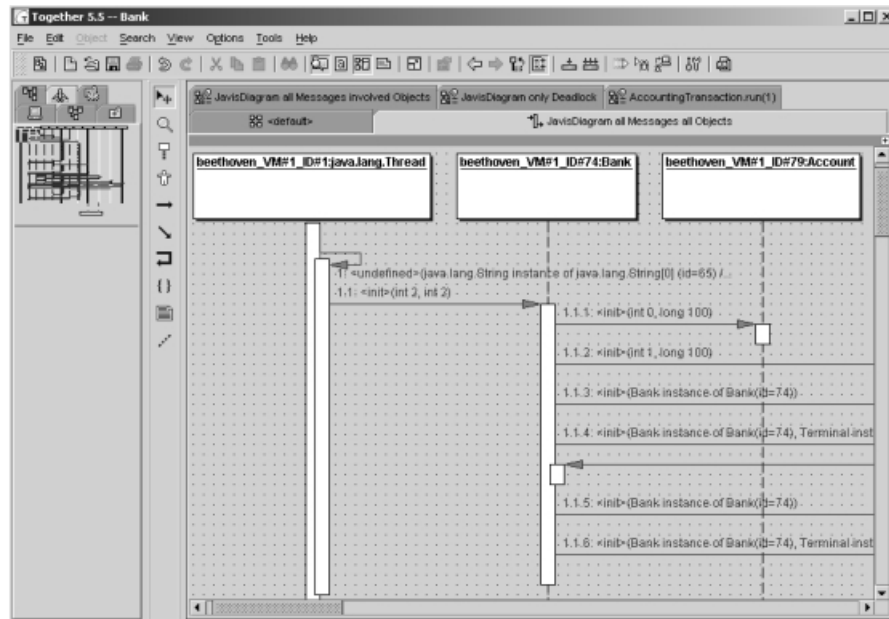 Together 5.5 -- Bank
File Edit Object Search View Options Tools Help
JavisDiagram all Messages involved Objects JavisDiagram only Deadlock AccountingTransaction.run(1)
<default> JavisDiagram all Messages all Objects
beethoven_VM#1_ID#1:java.lang.Thread beethoven_VM#1_ID#74:Bank beethoven_VM#1_ID#79:Account
1: <undefined>(java.lang.String instance of java.lang.String[0] (id=65) /...
1.1: <init>(int 2, int 2)
1.1.1: <init>(int 0, long 100)
1.1.2: <init>(int 1, long 100)
1.1.3: <init>(Bank instance of Bank(id=74))
1.1.4: <init>(Bank instance of Bank(id=74), Terminal inst
1.1.5: <init>(Bank instance of Bank(id=74))
1.1.6: <init>(Bank instance of Bank(id=74), Terminal inst